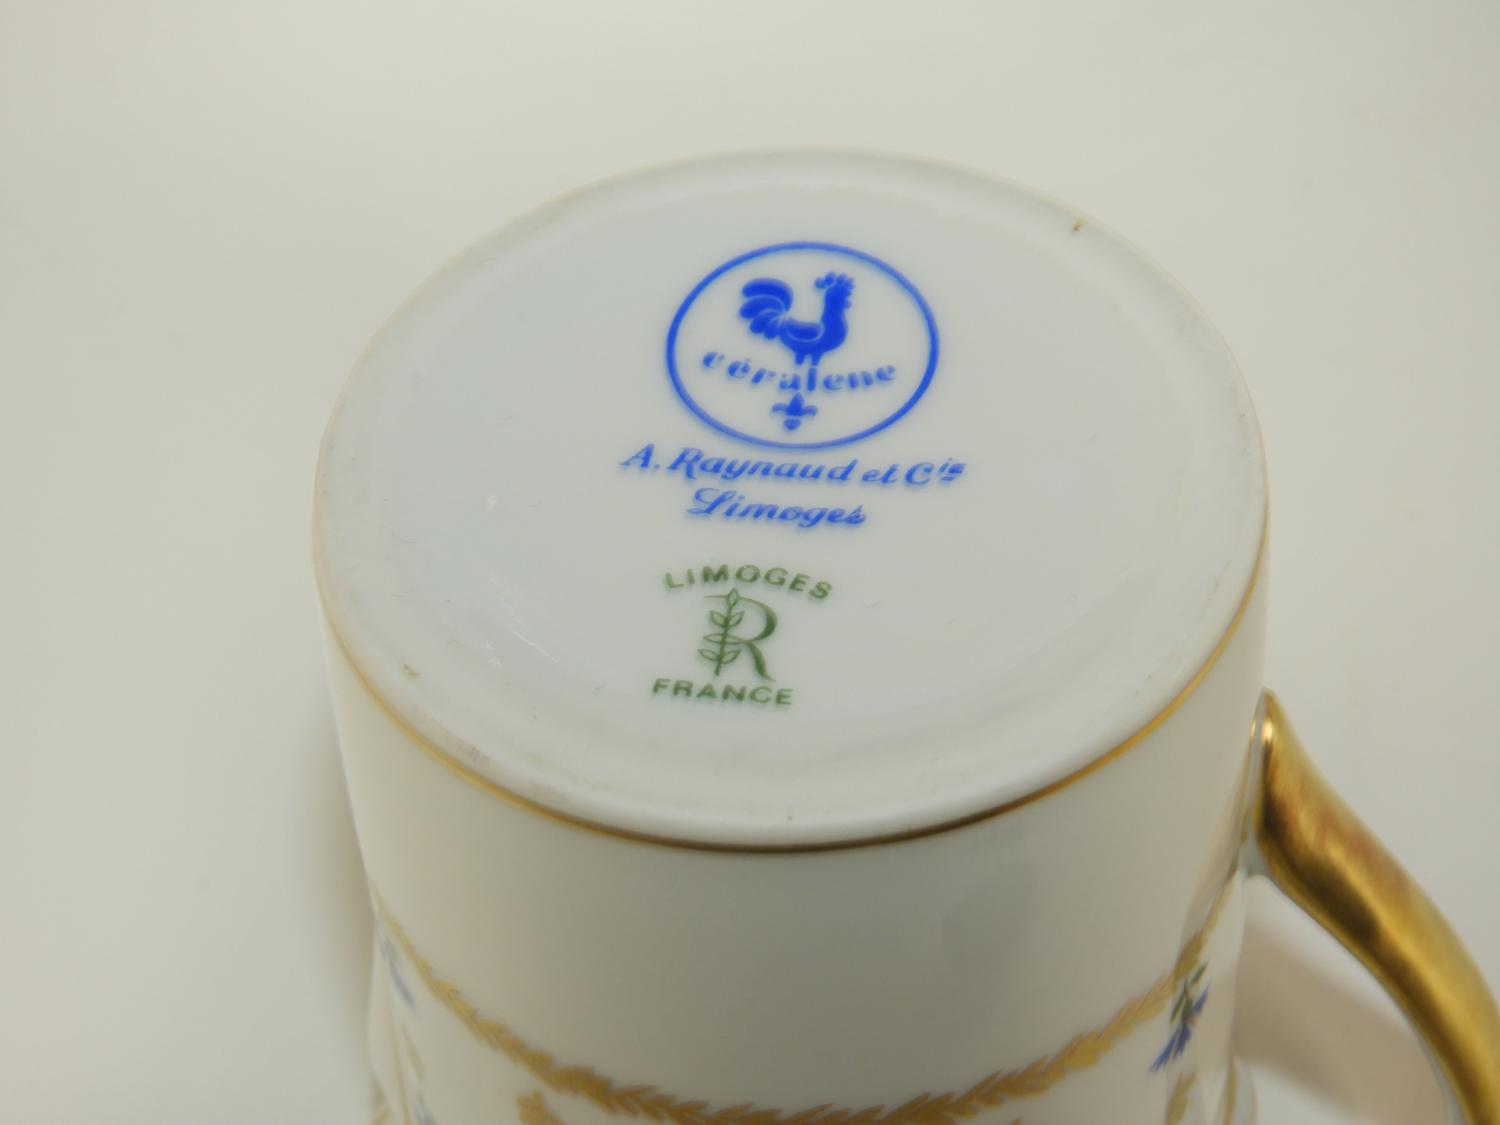 céralene
A. Raynaud et Cie
Limoges
LIMOGES
R
FRANCE